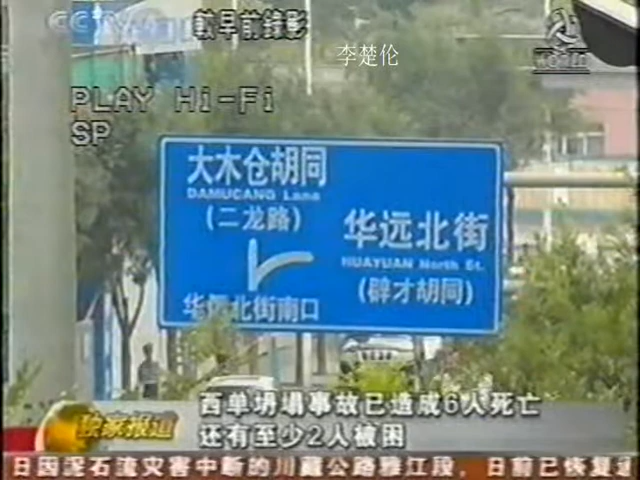 CCTV
較早前錄影
李楚伦
PLAY Hi-Fi
SP
大木仓胡同
DAMUCANG Lane
(二龙路)
华远北街
HUAYUAN North St.
(辟才胡同)
华远北街南口
西单坍塌事故已造成6人死亡
还有至少2人被困
独家报道
日因泥石流灾害中断的川藏公路雅江段，日前已恢复通